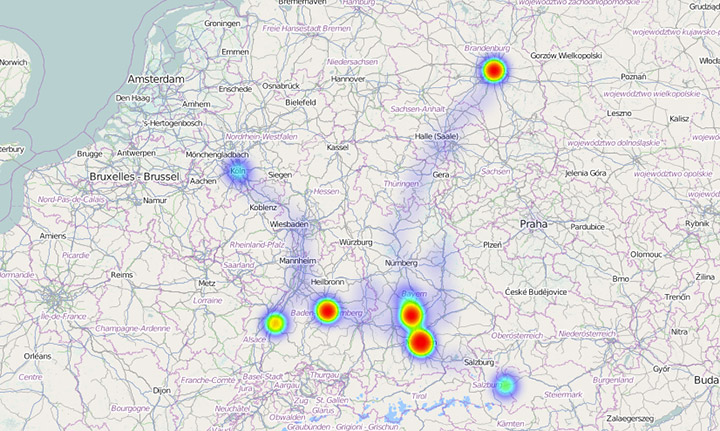 Bremerhaven
Hamburg
województwo zachodniopomorskie
Grudziądz
Groningen
Freie Hansestadt Bremen
województwo kujawsko-pomorskie
Emmen
Brandenburg
Gorzów Wielkopolski
Norwich
Niedersachsen
Amsterdam
Hannover
Poznań
Enschede
Osnabrück
Den Haag
Arnhem
Bielefeld
Sachsen-Anhalt
województwo wielkopolskie
's-Hertogenbosch
Leszno
Kalisz
Nordrhein-Westfalen
Halle (Saale)
województwo dolnośląskie
Brugge
Antwerpen
Mönchengladbach
Kassel
Bruxelles - Brussel
Aachen
Köln
Siegen
Gera
Sachsen
Jelenia Góra
województwo opolskie
Thüringen
Nord-Pas-de-Calais
Namur
Hessen
Koblenz
Praha
Pardubice
Rybnik
Amiens
Wiesbaden
Picardie
Rheinland-Pfalz
Würzburg
Plzeň
Olomouc
Saarland
Mannheim
Nürnberg
Reims
Metz
Brno
Žilina
Heilbronn
České Budějovice
Trenčín
Lorraine
Bayern
Île-de-France
Champagne-Ardenne
Alsace
Oberösterreich
Niederösterreich
Nitra
Orléans
Salzburg
Győr
Centre
Basel-Stadt
Thurgau
Salzburg
Burgenland
Franche-Comté
Jura
Aargau
Steiermark
Dijon
Zug
St. Gallen
Tirol
Bourgogne
Neuchâtel
Obwalden
Glarus
Kärnten
Zalaegerszeg
Graubünden - Grigioni - Grischun